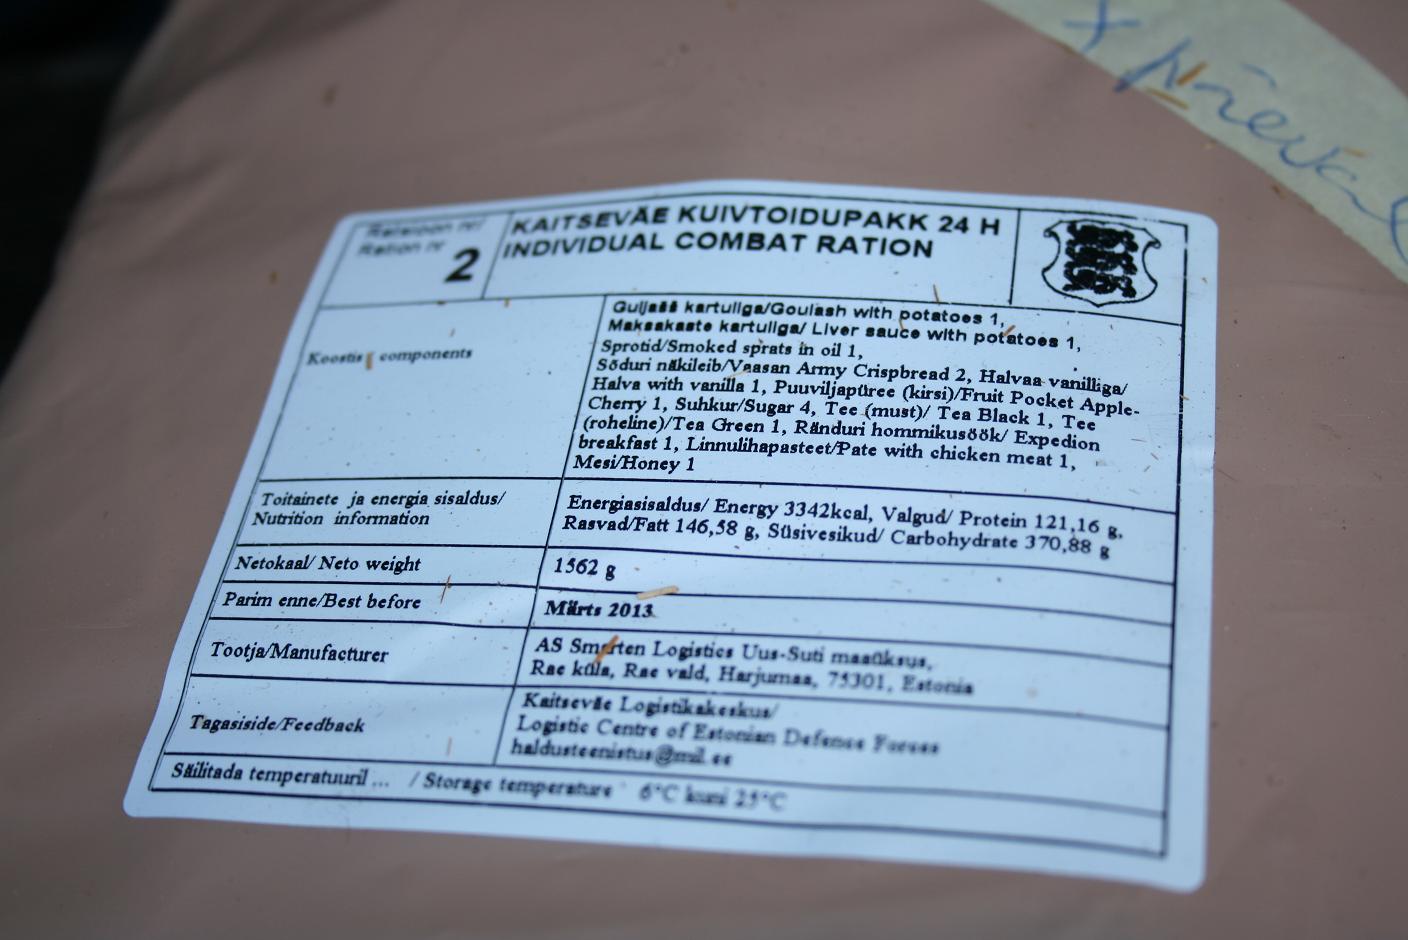 Ratsioon nr/
Ration nr
2
KAITSEVÄE KUIVTOIDUPAKK 24 H
INDIVIDUAL COMBAT RATION
Koostis components
Guljašš kartuliga/Goulash with potatoes 1,
Maksakaste kartuliga/ Liver sauce with potatoes 1,
Sprotid/Smoked sprats in oil 1,
Sõduri näkileib/Vaasan Army Crispbread 2, Halvaa vanilliga/
Halva with vanilla 1, Puuviljapüree (kirsi)/Fruit Pocket Apple-
Cherry 1, Suhkur/Sugar 4, Tee (must)/ Tea Black 1, Tee
(roheline)/Tea Green 1, Ränduri hommikusöök/ Expedion
breakfast 1, Linnulihapasteet/Pate with chicken meat 1,
Mesi/Honey 1
Toitainete ja energia sisaldus/
Nutrition information
Energiasisaldus/ Energy 3342kcal, Valgud/ Protein 121,16 g,
Rasvad/Fatt 146,58 g, Süsivesikud/ Carbohydrate 370,88 g
Netokaal/ Neto weight
1562 g
Parim enne/Best before
Märts 2013
Tootja/Manufacturer
AS Smarten Logistics Uus-Suti maaüksus,
Rae küla, Rae vald, Harjumaa, 75301, Estonia
Tagasiside/Feedback
Kaitseväe Logistikakeskus/
Logistic Centre of Estonian Defence Forces
haldusteenistus@mil.ee
Säilitada temperatuuril ... / Storage temperature 6°C kuni 25°C